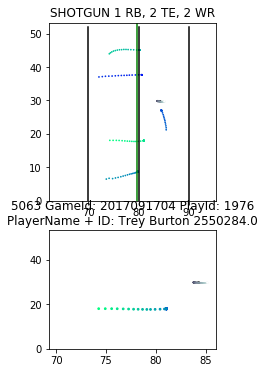 SHOTGUN 1 RB, 2 TE, 2 WR
50
40
30
20
10
0
70 80 90
5063 GameId: 2017091704 PlayId: 1976
PlayerName + ID: Trey Burton 2550284.0
40
20
0
70 75 80 85